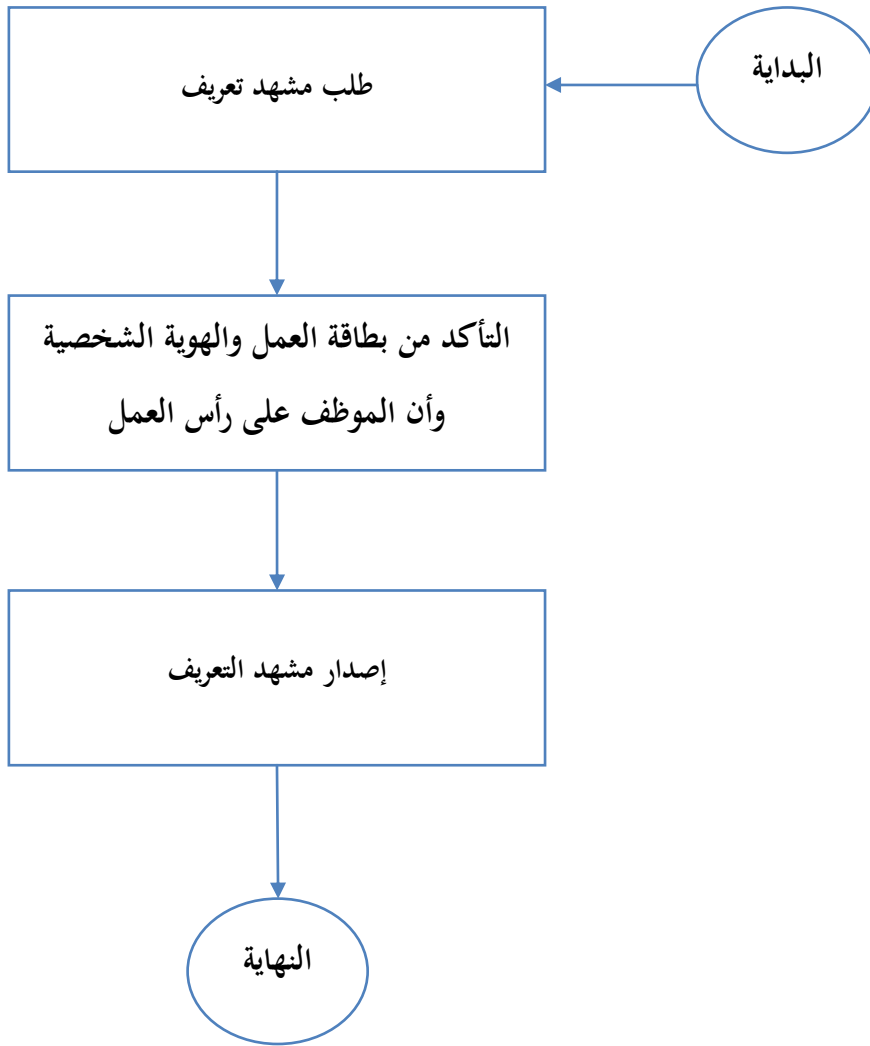 البداية
طلب مشهد تعريف
التأكد من بطاقة العمل والهوية الشخصية
وأن الموظف على رأس العمل
إصدار مشهد التعريف
النهاية